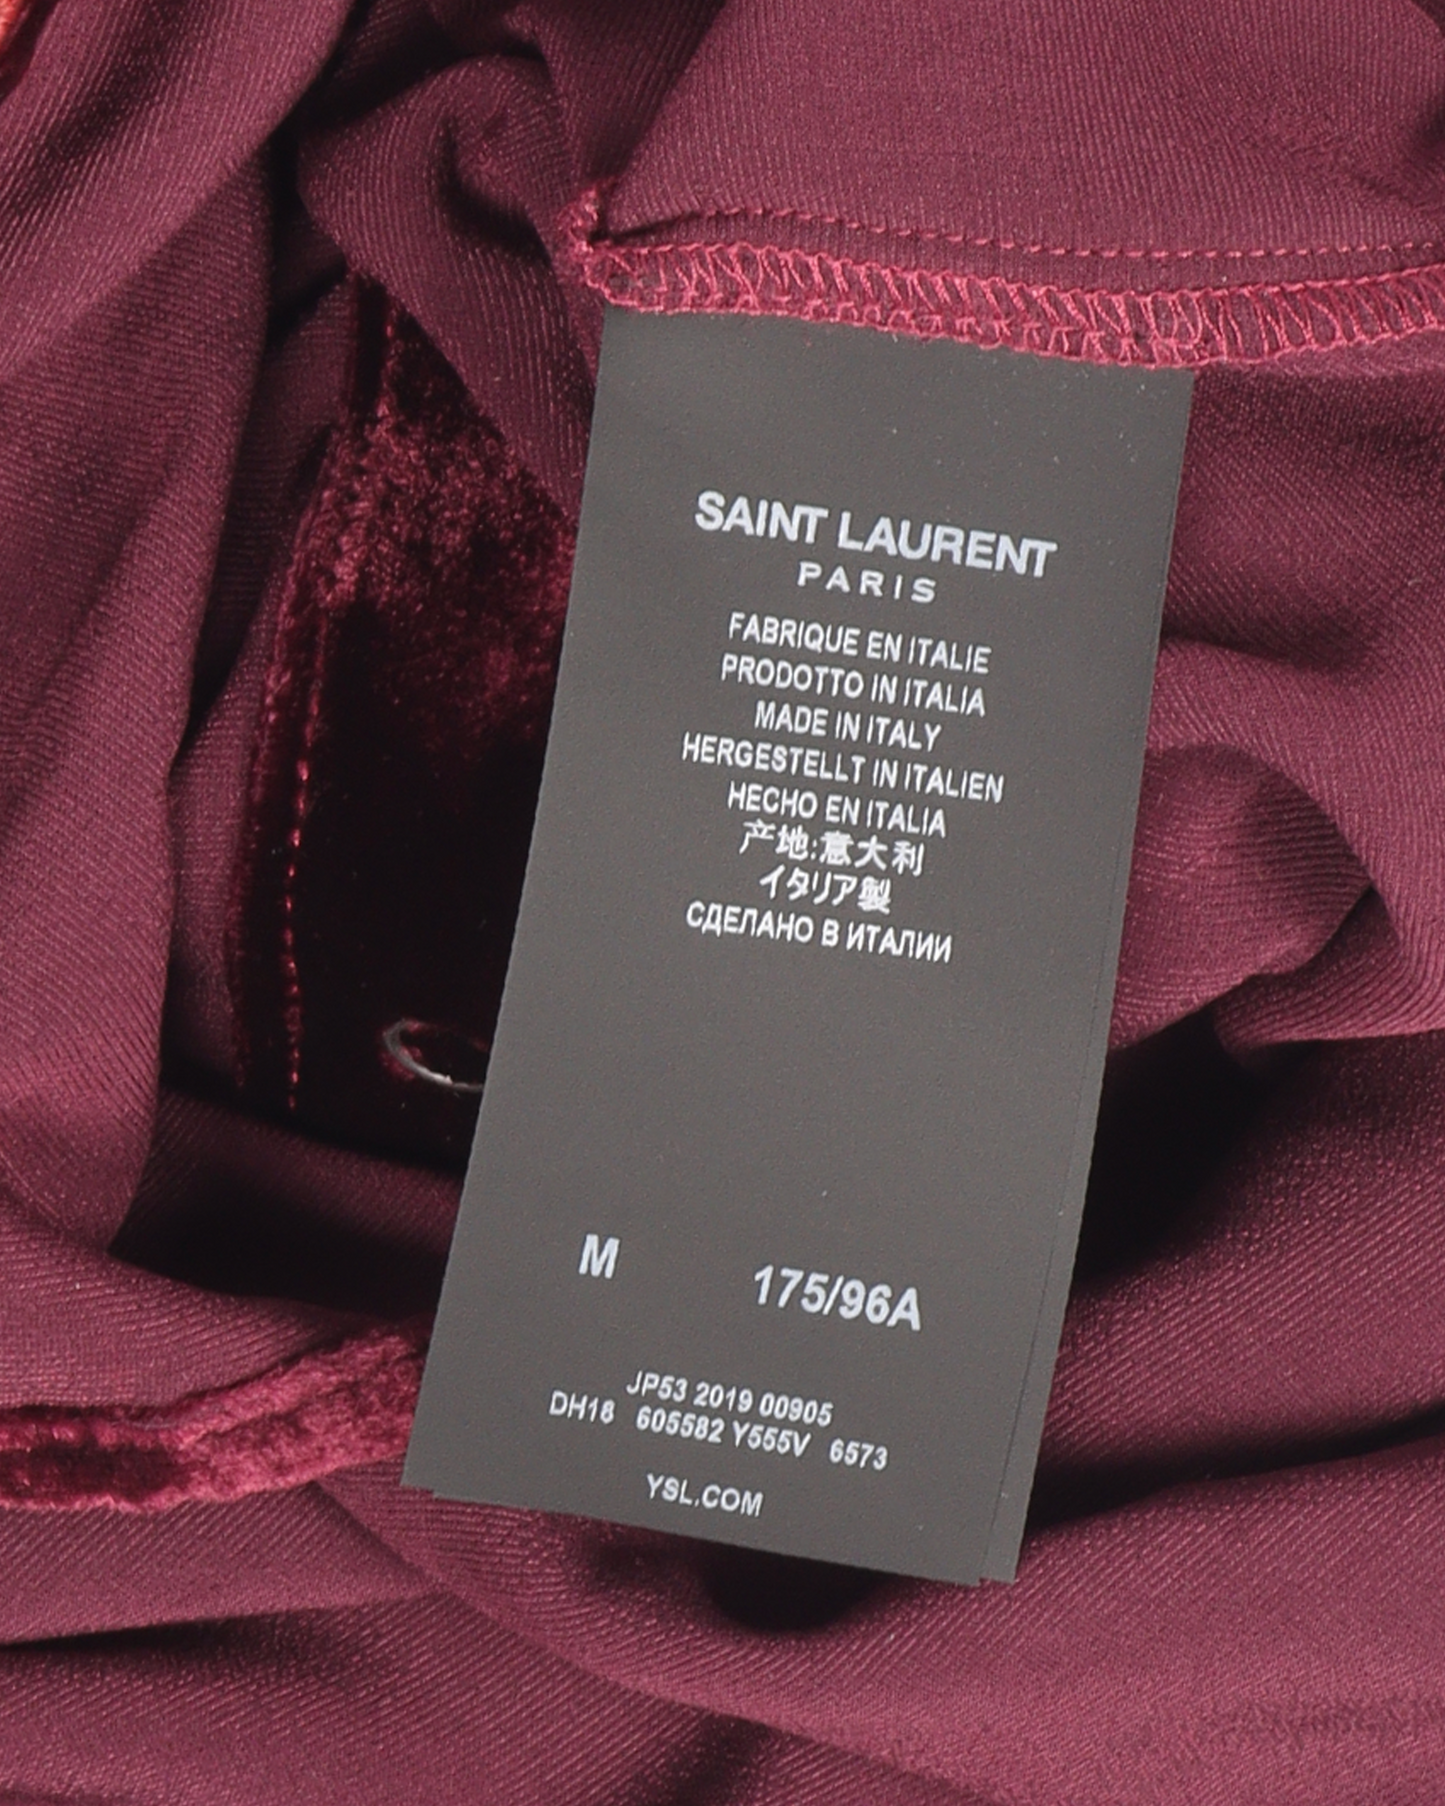 SAINT LAURENT
PARIS
FABRIQUE EN ITALIE
PRODOTTO IN ITALIA
MADE IN ITALY
HERGESTELLT IN ITALIEN
HECHO EN ITALIA
产地:意大利
イタリア製
СДЕЛАНО В ИТАЛИИ
M 175/96A
JP53 2019 00905
DH18 605582 Y555V 6573
YSL.COM